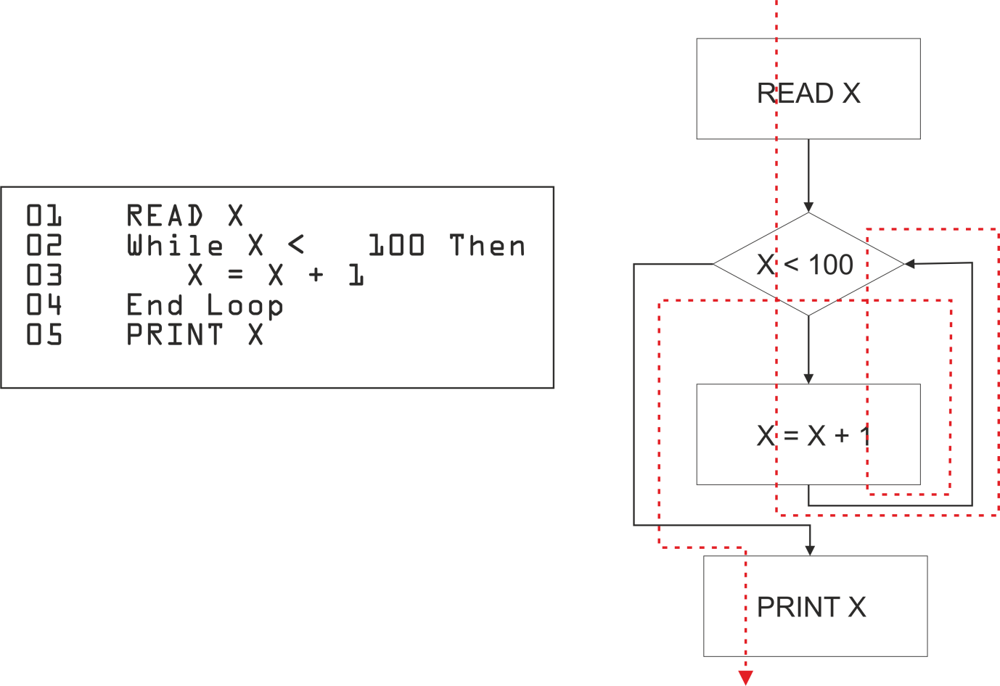 01 READ X
02 While X < 100 Then
03 X = X + 1
04 End Loop
05 PRINT X
READ X
X < 100
X = X + 1
PRINT X